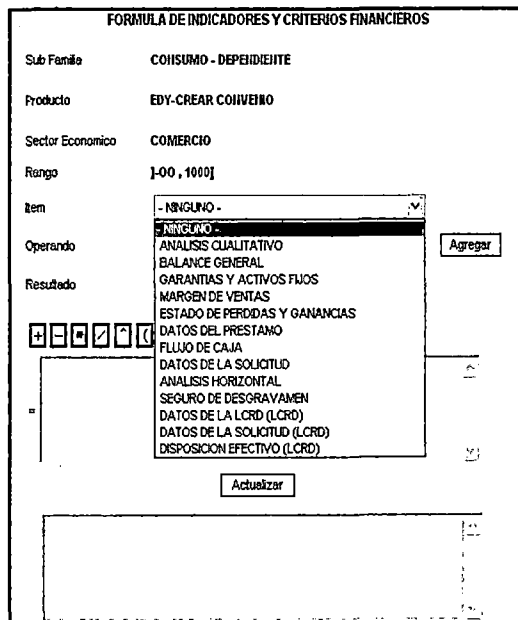 FORMULA DE INDICADORES Y CRITERIOS FINANCIEROS
Sub Familia CONSUMO - DEPENDIENTE
Producto EDY-CREAR CONVENIO
Sector Economico COMERCIO
Rango ]-OO , 1000]
Item - NINGUNO -
- NINGUNO -
Operando ANALISIS CUALITATIVO Agregar
BALANCE GENERAL
Resultado GARANTIAS Y ACTIVOS FIJOS
MARGEN DE VENTAS
ESTADO DE PERDIDAS Y GANANCIAS
+ - * / ^ ( DATOS DEL PRESTAMO
FLUJO DE CAJA
DATOS DE LA SOLICITUD
ANALISIS HORIZONTAL
SEGURO DE DESGRAVAMEN
= DATOS DE LA LCRD (LCRD)
DATOS DE LA SOLICITUD (LCRD)
DISPOSICION EFECTIVO (LCRD)
Actualizar